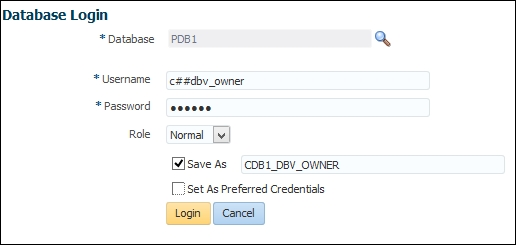 Database Login
* Database PDB1
* Username c##dbv_owner
* Password ••••••
Role Normal
Save As CDB1_DBV_OWNER
Set As Preferred Credentials
Login Cancel